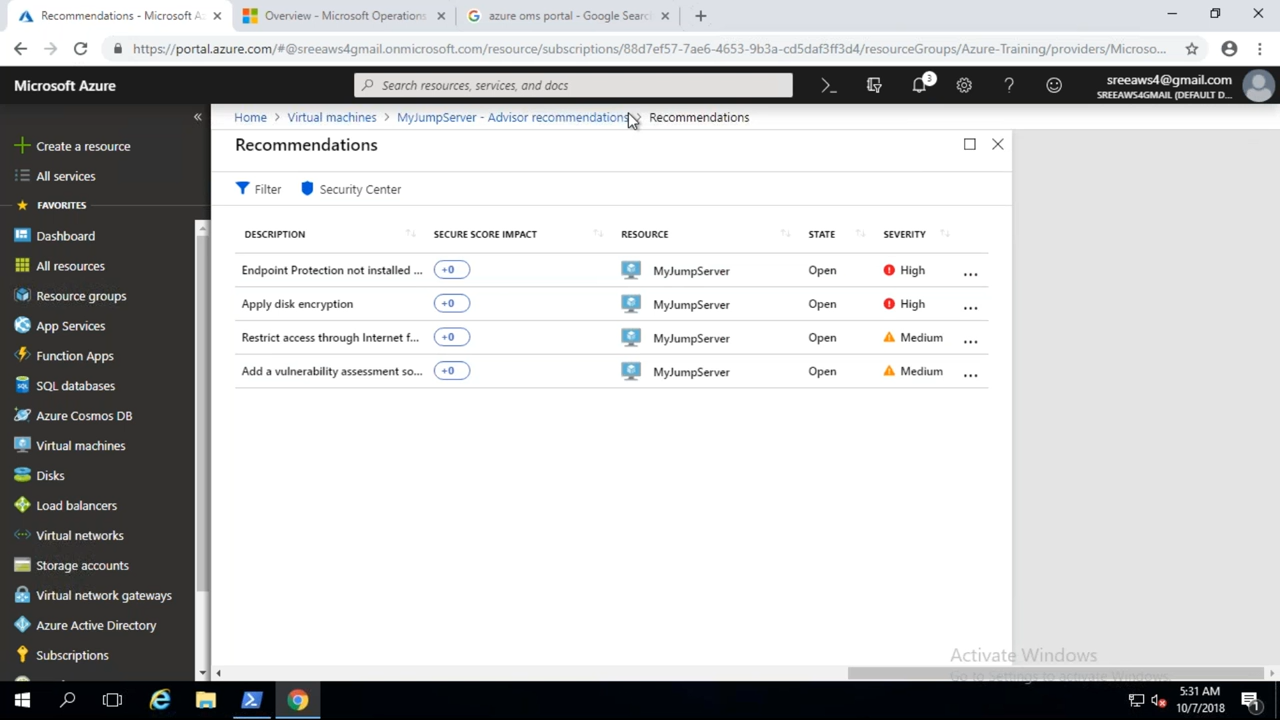 Recommendations - Microsoft Az
Overview - Microsoft Operations
azure oms portal - Google Searc
https://portal.azure.com/#@sreeaws4gmail.onmicrosoft.com/resource/subscriptions/88d7ef57-7ae6-4653-9b3a-cd5daf3ff3d4/resourceGroups/Azure-Training/providers/Microso...
Microsoft Azure
Search resources, services, and docs
3
sreeaws4@gmail.com
SREEAWS4GMAIL (DEFAULT D...
«
Home > Virtual machines > MyJumpServer - Advisor recommendations > Recommendations
Recommendations
Filter
Security Center
DESCRIPTION SECURE SCORE IMPACT RESOURCE STATE SEVERITY
Endpoint Protection not installed ... +0 MyJumpServer Open High ...
Apply disk encryption +0 MyJumpServer Open High ...
Restrict access through Internet f... +0 MyJumpServer Open Medium ...
Add a vulnerability assessment so... +0 MyJumpServer Open Medium ...
Create a resource
All services
FAVORITES
Dashboard
All resources
Resource groups
App Services
Function Apps
SQL databases
Azure Cosmos DB
Virtual machines
Disks
Load balancers
Virtual networks
Storage accounts
Virtual network gateways
Azure Active Directory
Subscriptions
Activate Windows
Go to Settings to activate Windows.
5:31 AM
10/7/2018
1